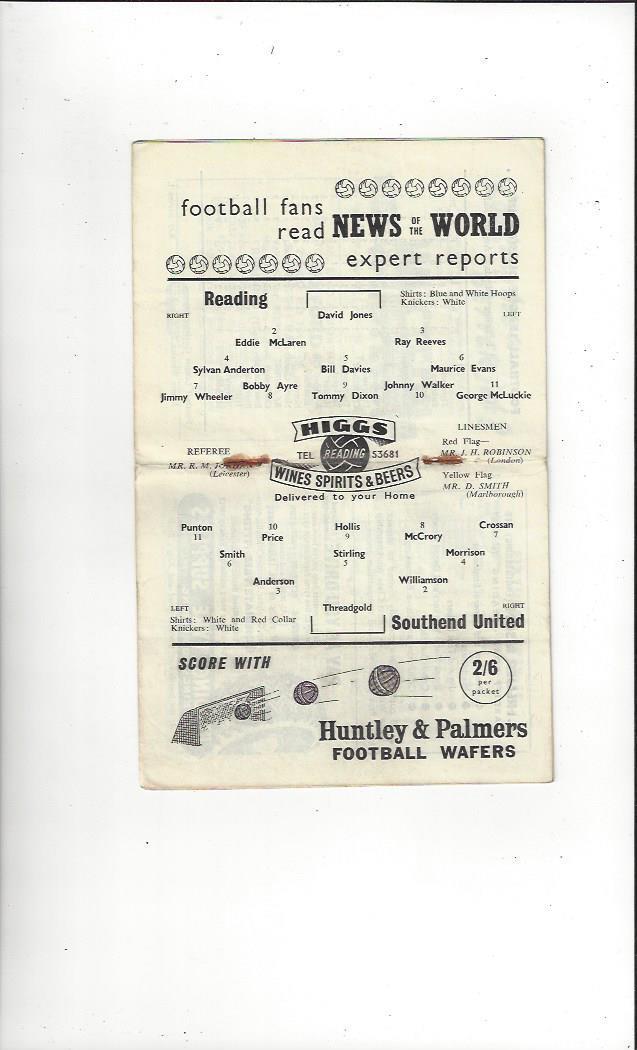 football fans
read NEWS OF THE WORLD
expert reports
Reading
Shirts: Blue and White Hoops
Knickers: White
RIGHT
David Jones
LEFT
2 3
Eddie McLaren Ray Reeves
4 5 6
Sylvan Anderton Bill Davies Maurice Evans
7 Bobby Ayre 9 Johnny Walker 11
Jimmy Wheeler 8 Tommy Dixon 10 George McLuckie
HIGGS
TEL READING 53681
WINES SPIRITS & BEERS
Delivered to your Home
REFEREE
MR. R. M.
(Leicester)
LINESMEN
Red Flag—
MR. J. H. ROBINSON
(London)
Yellow Flag—
MR. D. SMITH
(Marlborough)
Punton 10 Hollis 8 Crossan
11 Price 9 McCrory 7
Smith Stirling Morrison
6 5 4
Anderson Williamson
3 2
LEFT
Threadgold
RIGHT
Shirts: White and Red Collar
Knickers: White
Southend United
SCORE WITH
2/6
per
packet
Huntley & Palmers
FOOTBALL WAFERS